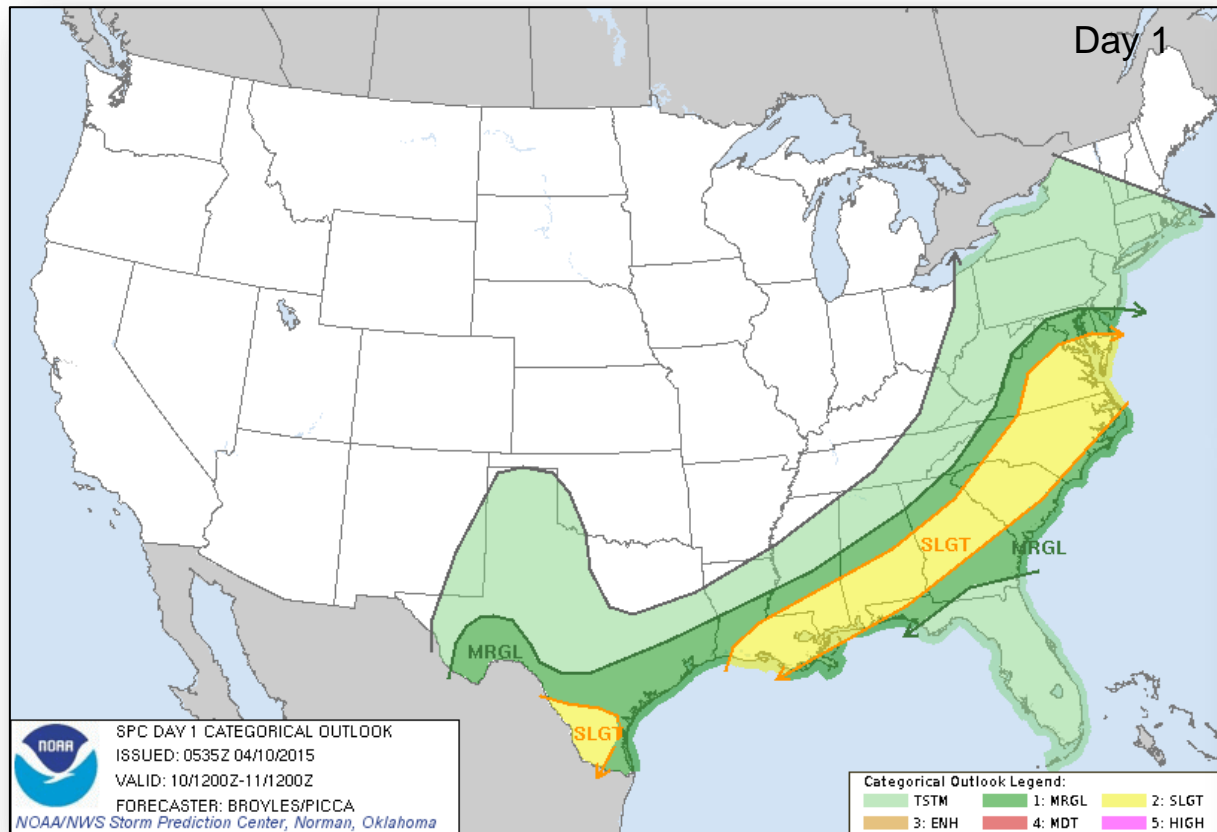 Day 1
SLGT
MRGL
MRGL
SLGT
NOAA
SPC DAY 1 CATEGORICAL OUTLOOK
ISSUED: 0535Z 04/10/2015
VALID: 10/1200Z-11/1200Z
FORECASTER: BROYLES/PICCA
NOAA/NWS Storm Prediction Center, Norman, Oklahoma
Categorical Outlook Legend:
TSTM 1: MRGL 2: SLGT
3: ENH 4: MDT 5: HIGH